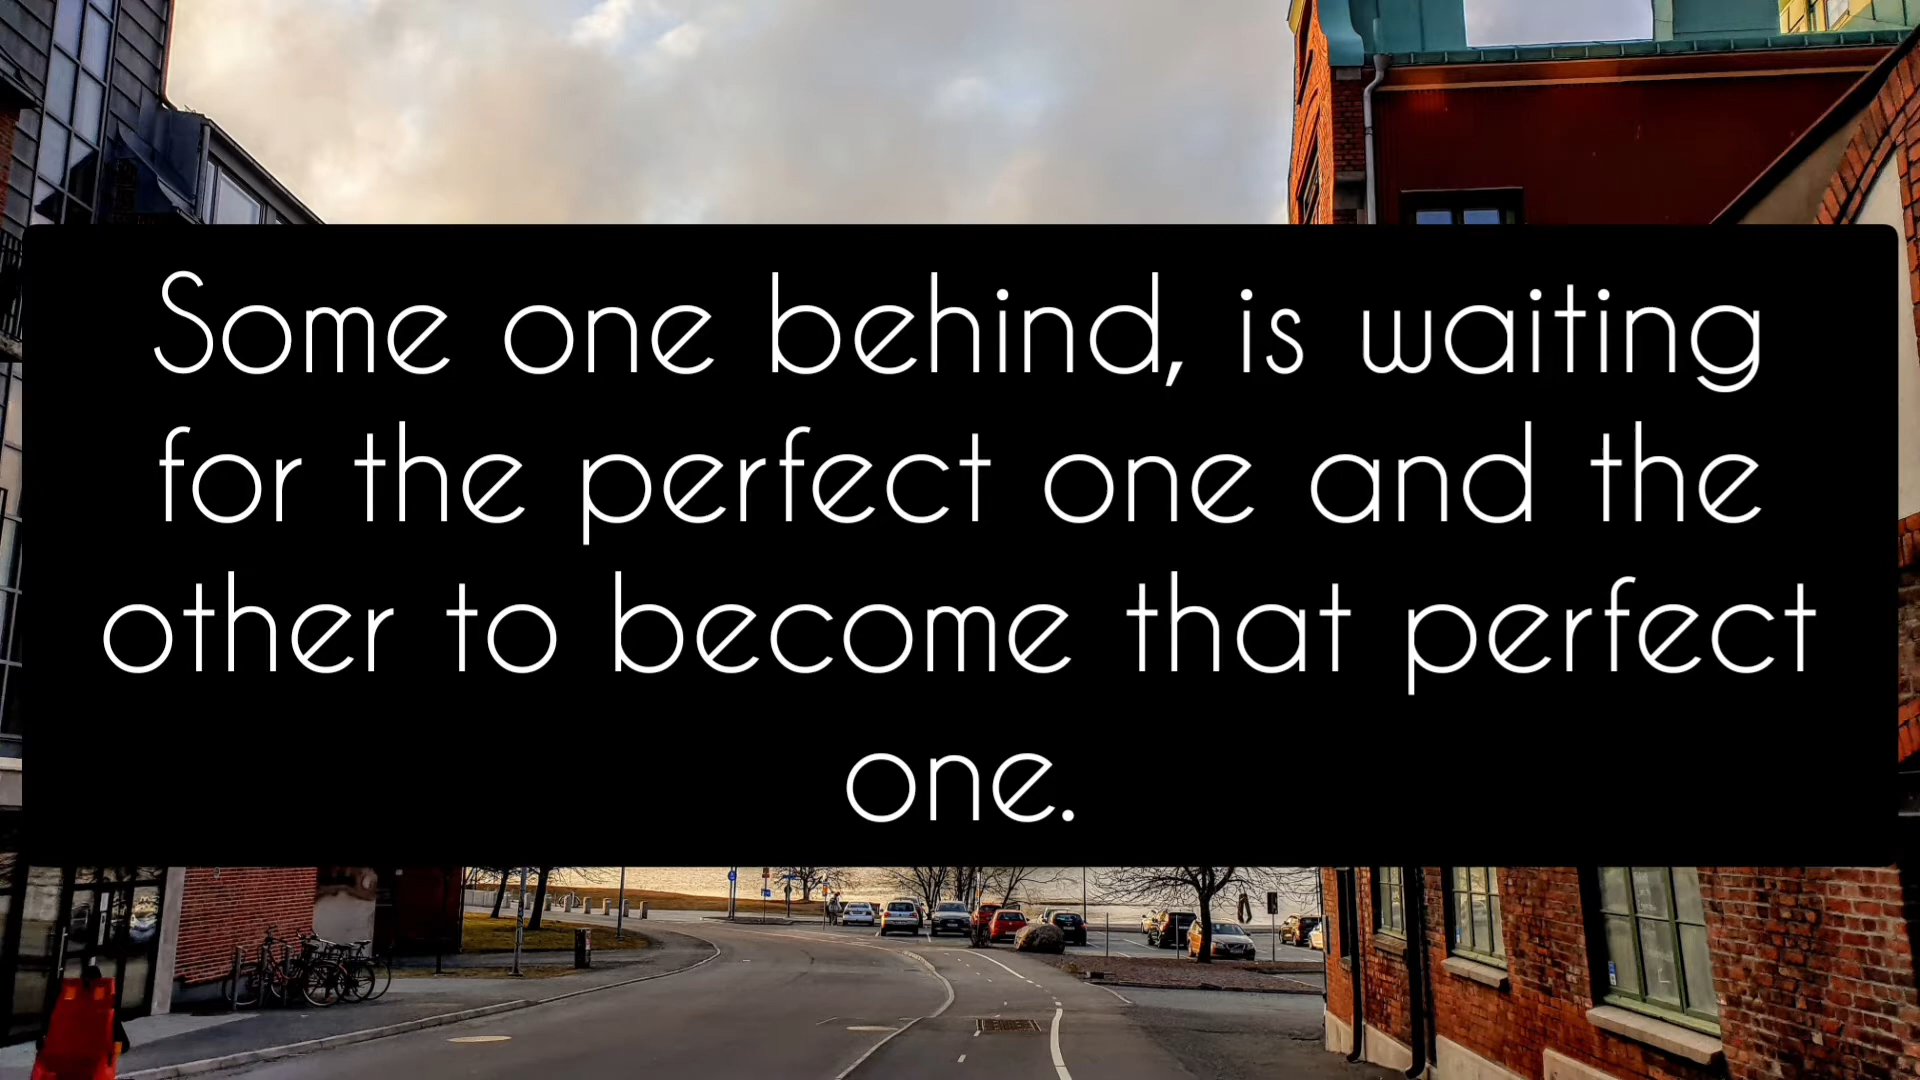 Some one behind, is waiting
for the perfect one and the
other to become that perfect
one.